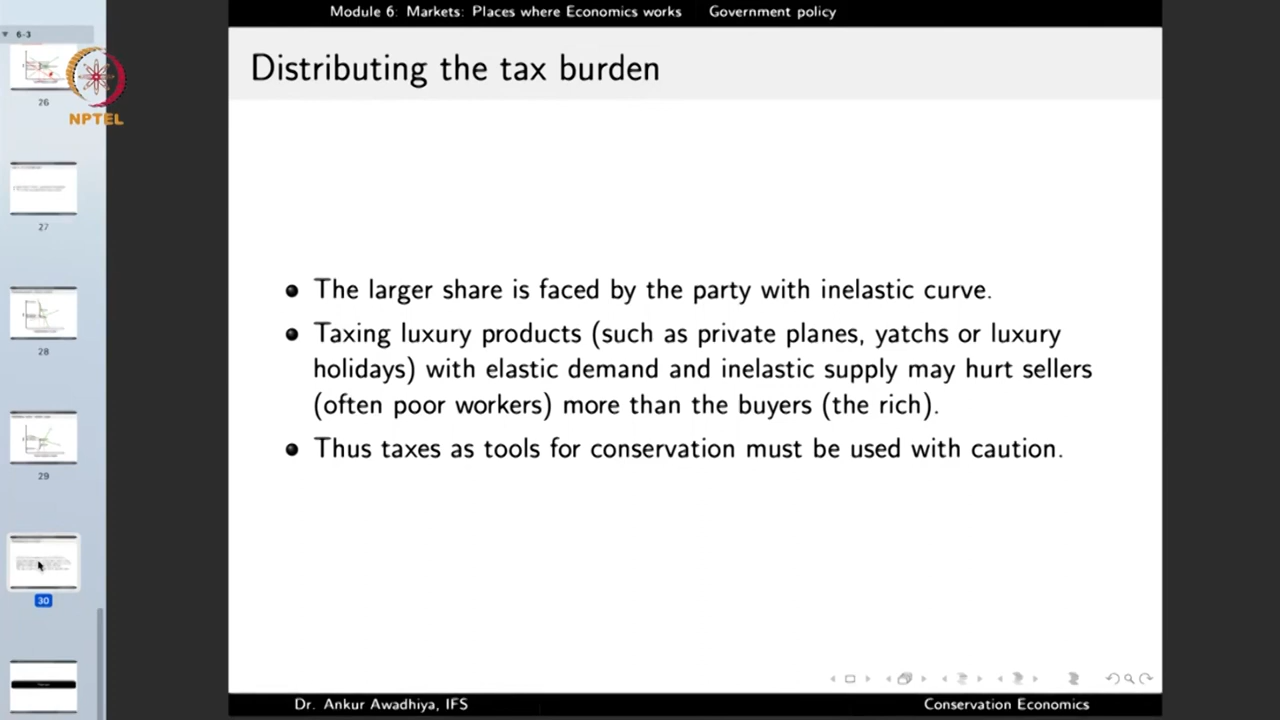 Module 6: Markets: Places where Economics works Government policy
6-3
Distributing the tax burden
NPTEL
26
27
28
29
30
• The larger share is faced by the party with inelastic curve.
• Taxing luxury products (such as private planes, yatchs or luxury
holidays) with elastic demand and inelastic supply may hurt sellers
(often poor workers) more than the buyers (the rich).
• Thus taxes as tools for conservation must be used with caution.
Dr. Ankur Awadhiya, IFS Conservation Economics